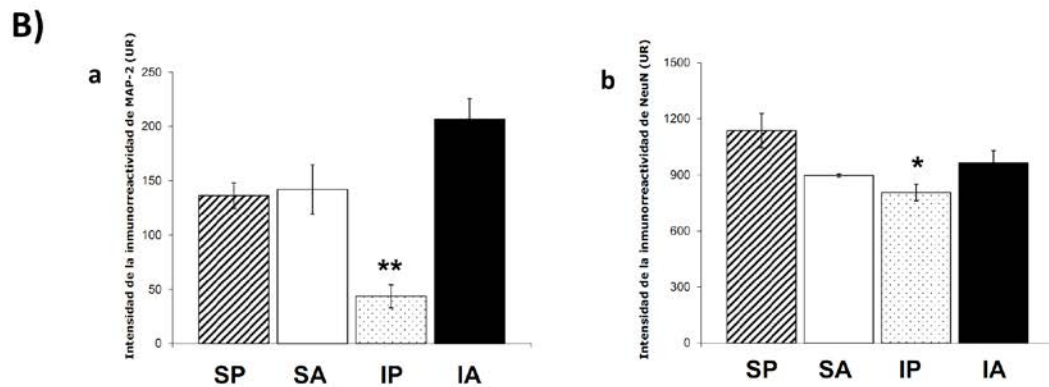 B)
a
Intensidad de la inmunorreactividad de MAP-2 (UR)
250
200
150
100
50
0
**
SP SA IP IA
b
Intensidad de la inmunorreactividad de NeuN (UR)
1500
1200
900
600
300
0
*
SP SA IP IA